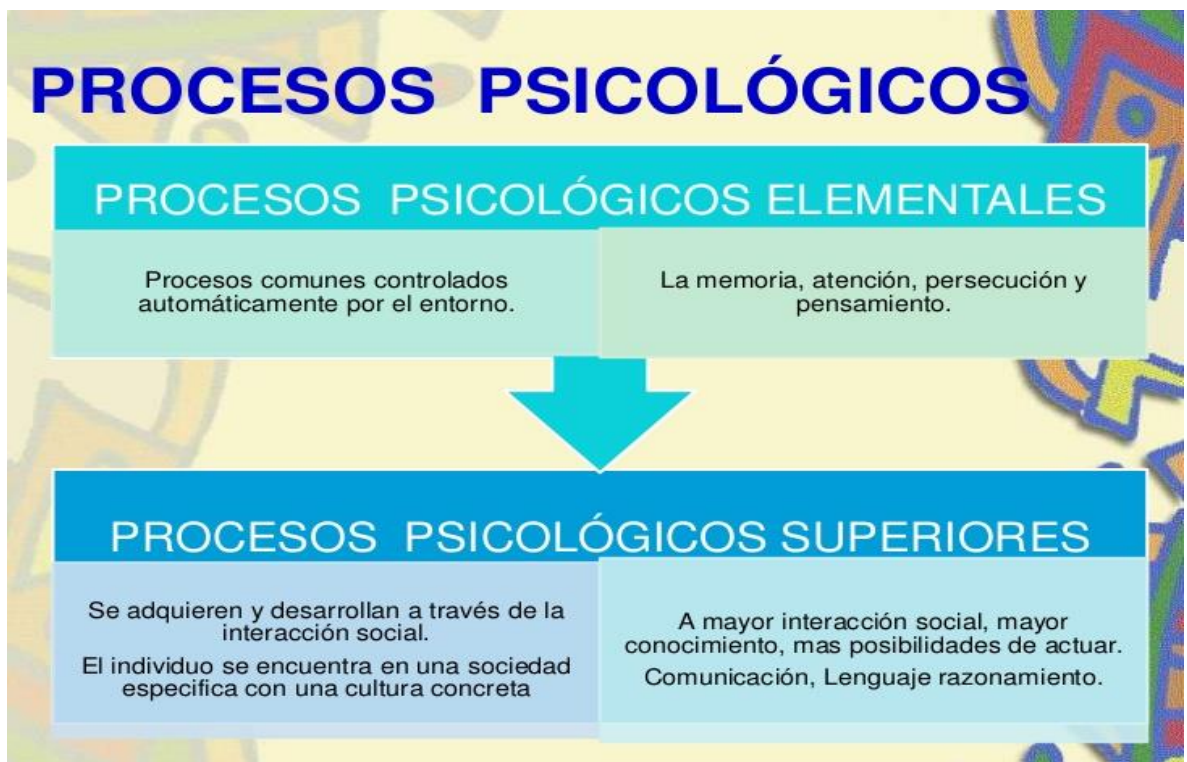 PROCESOS PSICOLÓGICOS
PROCESOS PSICOLÓGICOS ELEMENTALES
Procesos comunes controlados
automáticamente por el entorno.
La memoria, atención, persecución y
pensamiento.
PROCESOS PSICOLÓGICOS SUPERIORES
Se adquieren y desarrollan a través de la
interacción social.
El individuo se encuentra en una sociedad
especifica con una cultura concreta
A mayor interacción social, mayor
conocimiento, mas posibilidades de actuar.
Comunicación, Lenguaje razonamiento.